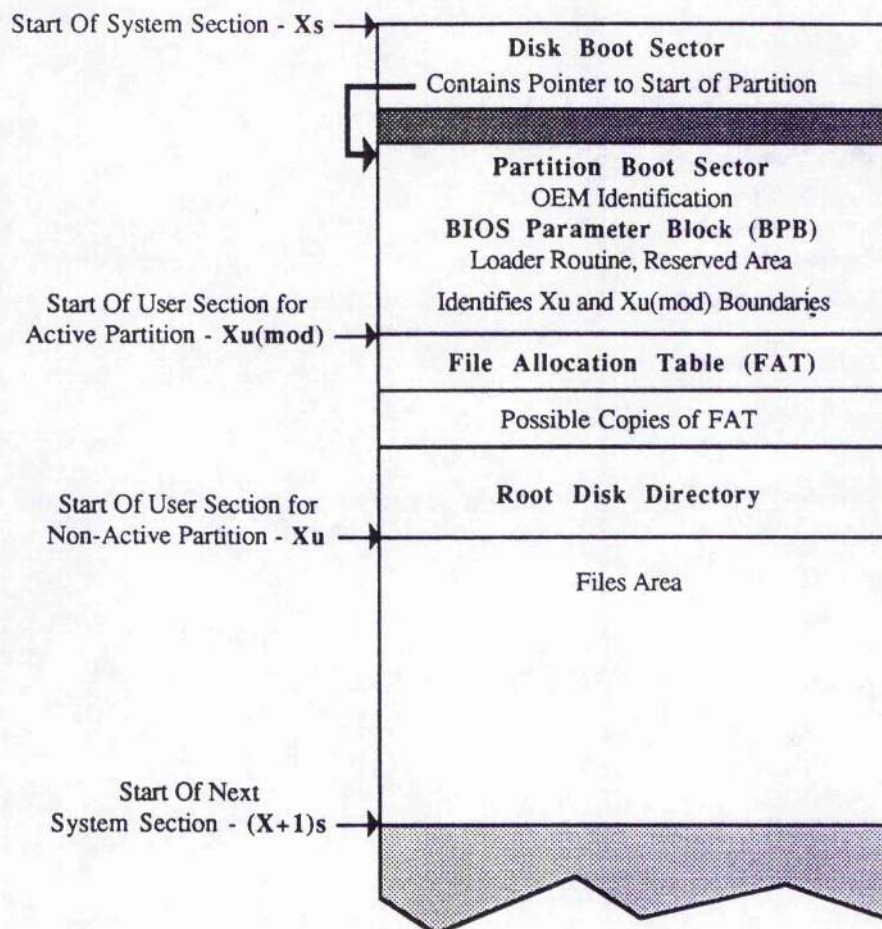 Start Of System Section - Xs
Disk Boot Sector
Contains Pointer to Start of Partition
Partition Boot Sector
OEM Identification
BIOS Parameter Block (BPB)
Loader Routine, Reserved Area
Identifies Xu and Xu(mod) Boundaries
Start Of User Section for
Active Partition - Xu(mod)
File Allocation Table (FAT)
Possible Copies of FAT
Root Disk Directory
Start Of User Section for
Non-Active Partition - Xu
Files Area
Start Of Next
System Section - (X+1)s